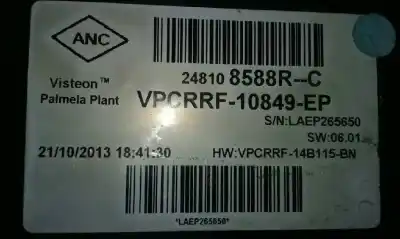 ANC
24810 8588R--C
Visteon™
Palmela Plant
VPCRRF-10849-EP
S/N:LAEP265650
SW:06.01
21/10/2013 18:41:30
HW:VPCRRF-14B115-BN
*LAEP265650*